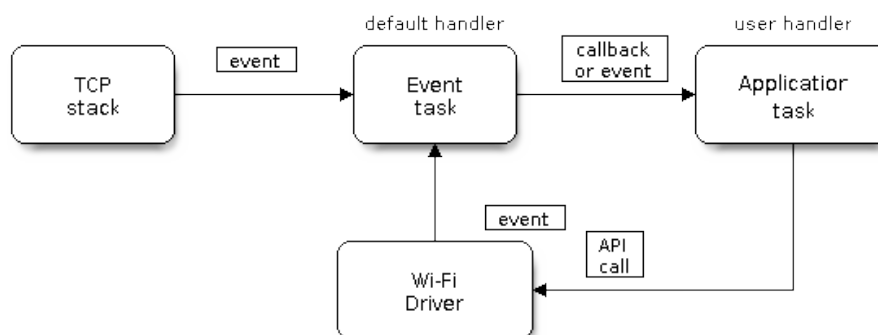 default handler
user handler
TCP
stack
event
Event
task
callback
or event
Application
task
event
API
call
Wi-Fi
Driver